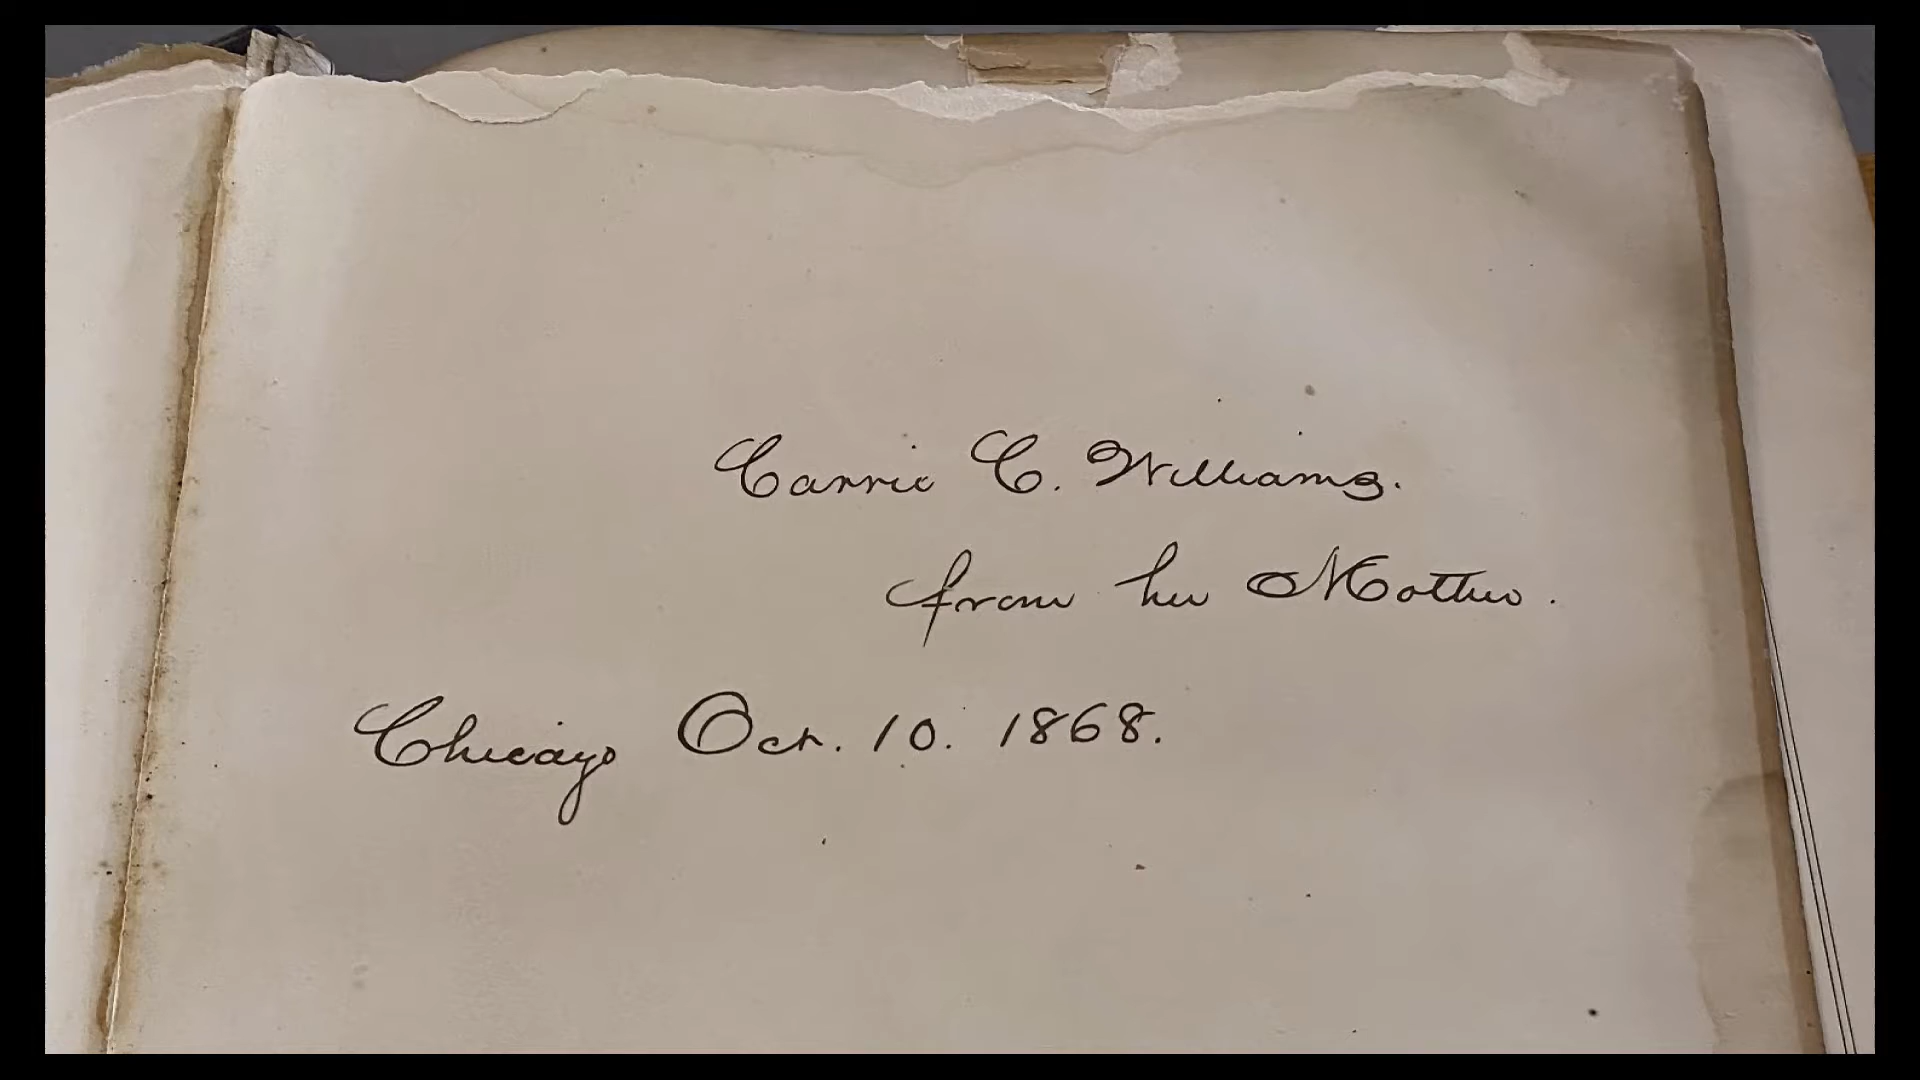 Carrie C. Williams.
from her Mother.
Chicago Oct. 10. 1868.